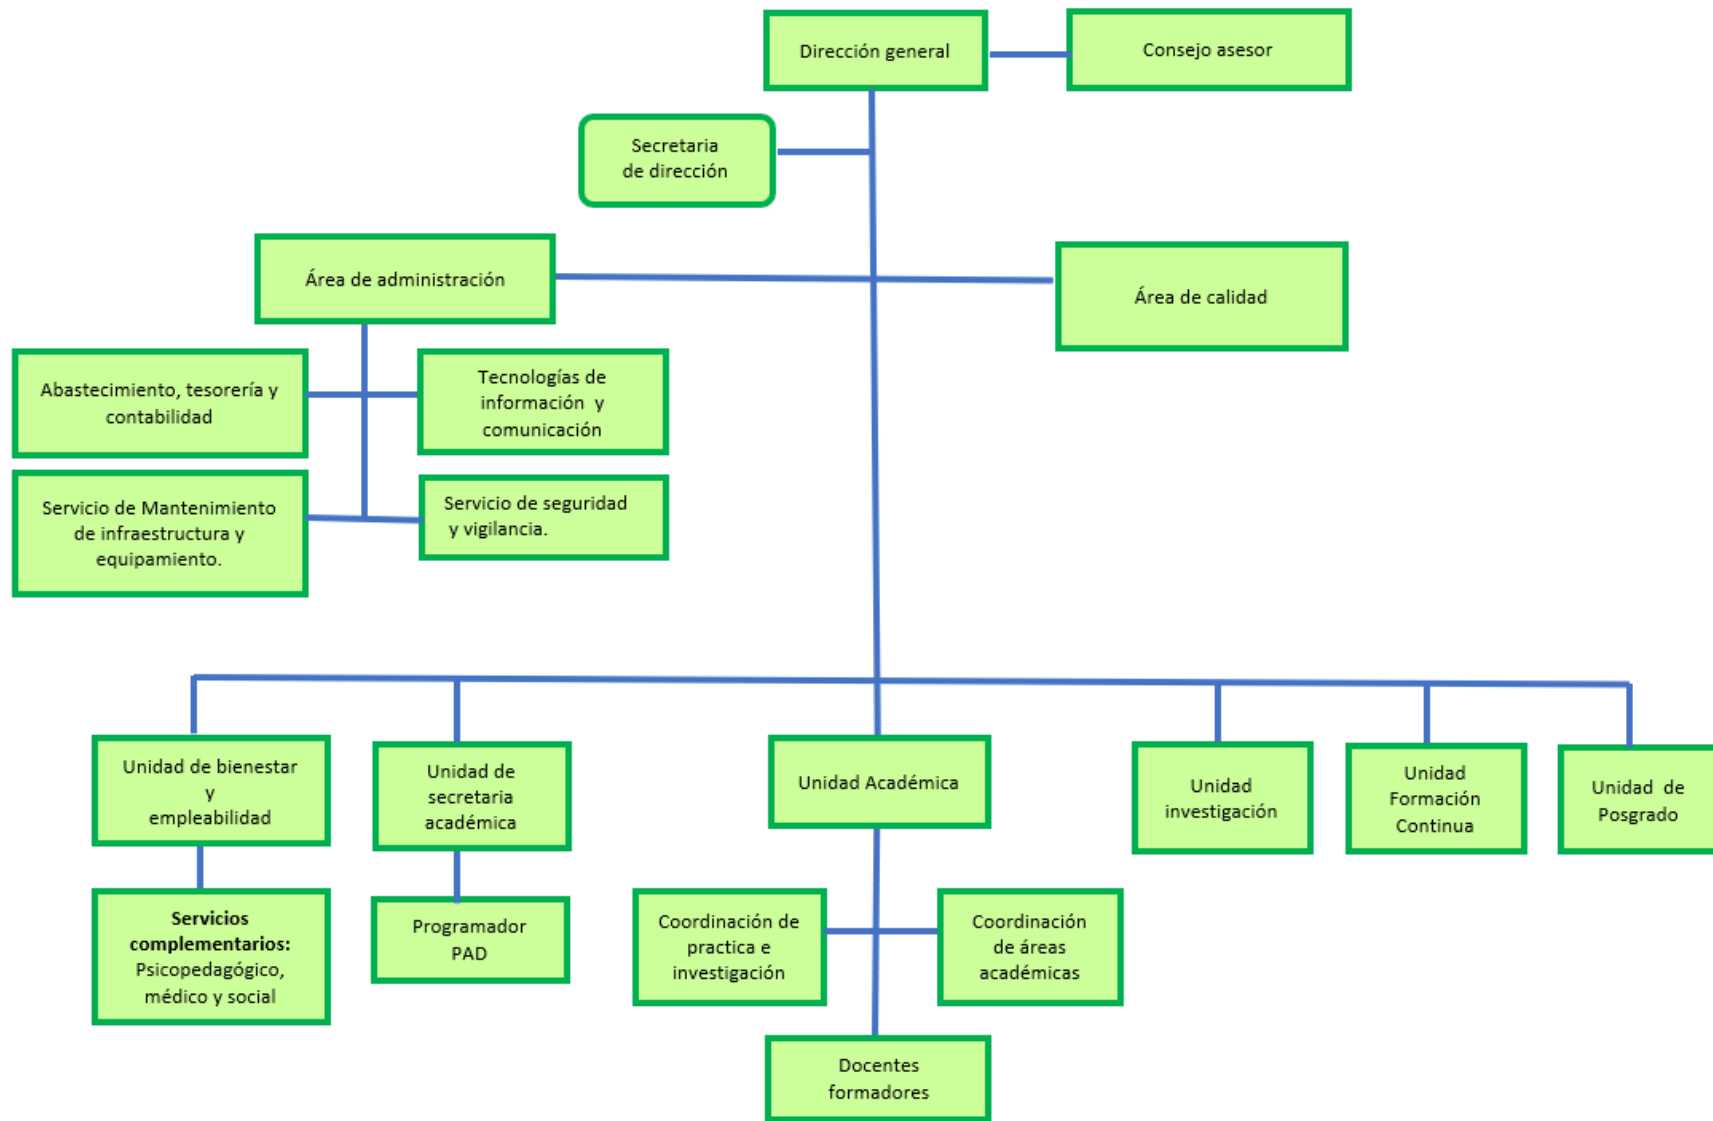 Dirección general
Consejo asesor
Secretaria
de dirección
Área de administración
Área de calidad
Abastecimiento, tesorería y
contabilidad
Tecnologías de
información y
comunicación
Servicio de Mantenimiento
de infraestructura y
equipamiento.
Servicio de seguridad
y vigilancia.
Unidad de bienestar
y
empleabilidad
Unidad de
secretaria
académica
Unidad Académica
Unidad
investigación
Unidad
Formación
Continua
Unidad de
Posgrado
Servicios
complementarios:
Psicopedagógico,
médico y social
Programador
PAD
Coordinación de
practica e
investigación
Coordinación
de áreas
académicas
Docentes
formadores